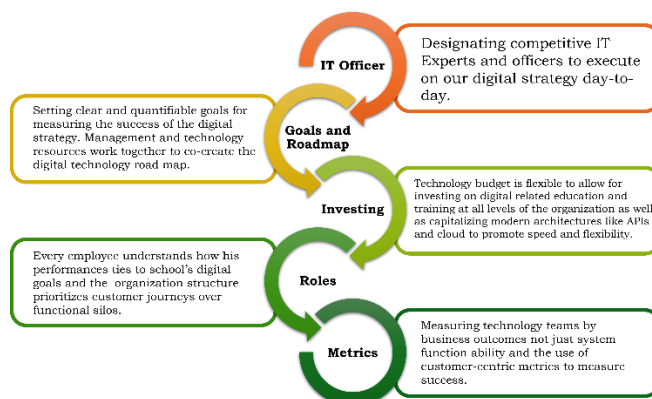 IT Officer
Designating competitive IT
Experts and officers to execute
on our digital strategy day-to-
day.
Setting clear and quantifiable goals for
measuring the success of the digital
strategy. Management and technology
resources work together to co-create the
digital technology road map.
Goals and
Roadmap
Investing
Technology budget is flexible to allow for
investing on digital related education and
training at all levels of the organization as well
as capitalizing modern architectures like APIs
and cloud to promote speed and flexibility.
Every employee understands how his
performances ties to school's digital
goals and the organization structure
prioritizes customer journeys over
functional silos.
Roles
Metrics
Measuring technology teams by
business outcomes not just system
function ability and the use of
customer-centric metrics to measure
success.